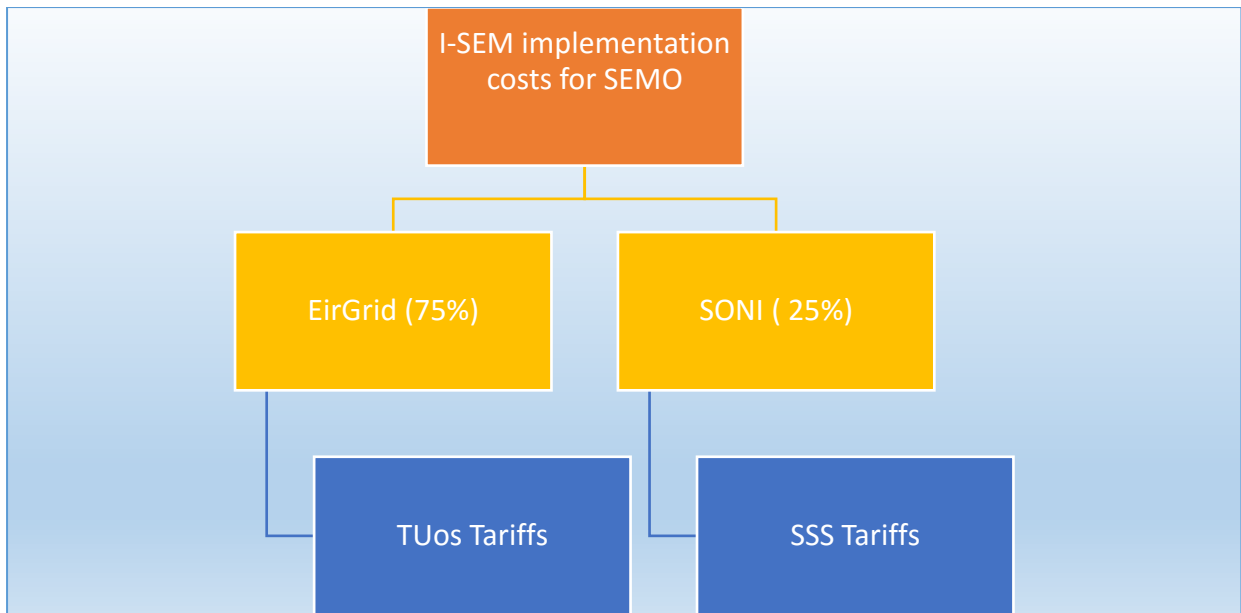 I-SEM implementation
costs for SEMO
EirGrid (75%)
SONI ( 25%)
TUos Tariffs
SSS Tariffs